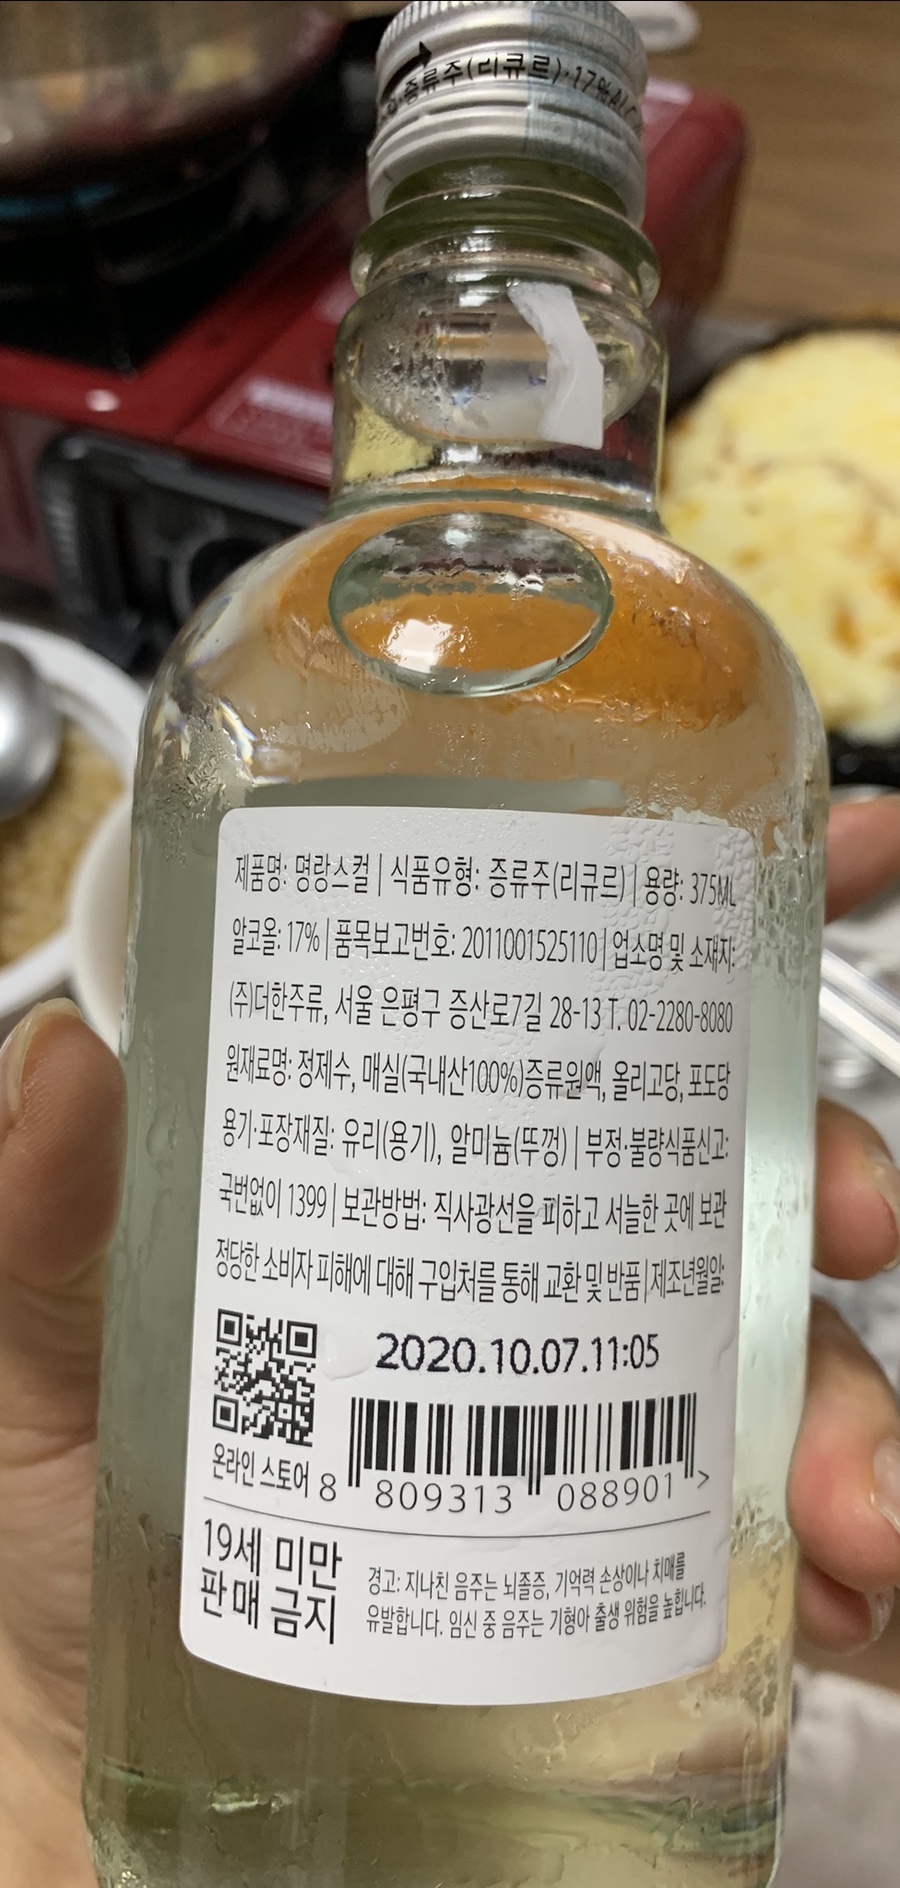 증류주(리큐르)·17%
제품명: 명랑스컬 | 식품유형: 증류주(리큐르) | 용량: 375ML
알코올: 17% | 품목보고번호: 2011001525110 | 업소명 및 소재지:
(주)더한주류, 서울 은평구 증산로7길 28-13 T. 02-2280-8080
원재료명: 정제수, 매실(국내산100%)증류원액, 올리고당, 포도당
용기·포장재질: 유리(용기), 알미늄(뚜껑) | 부정·불량식품신고:
국번없이 1399 | 보관방법: 직사광선을 피하고 서늘한 곳에 보관
정당한 소비자 피해에 대해 구입처를 통해 교환 및 반품 | 제조년월일:
2020.10.07.11:05
온라인 스토어
8 809313 088901 >
19세 미만
판매 금지
경고: 지나친 음주는 뇌졸증, 기억력 손상이나 치매를
유발합니다. 임신 중 음주는 기형아 출생 위험을 높힙니다.